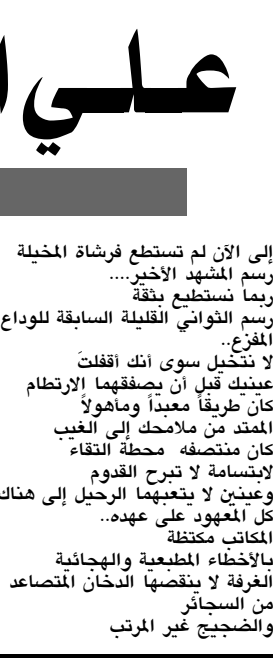 علي ا
إلى الآن لم تستطع فرشاة المخيلة
رسم المشهد الأخير....
ربما نستطيع بثقة
رسم الثواني القليلة السابقة للوداع
المفزع..
لا نتخيل سوى أنك أقفلتَ
عينيك قبل أن يصفقهما الارتطام
كان طريقاً معبداً ومأهولاً
الممتد من ملامحك إلى الغيب
كان منتصفه محطة التقاء
لابتسامة لا تبرح القدوم
وعينين لا يتعبهما الرحيل إلى هناك
كل المعهود على عهده..
المكاتب مكتظة
بالأخطاء المطبعية والهجائية
الغرفة لا ينقصها الدخان المتصاعد
من السجائر
والضجيج غير المرتب